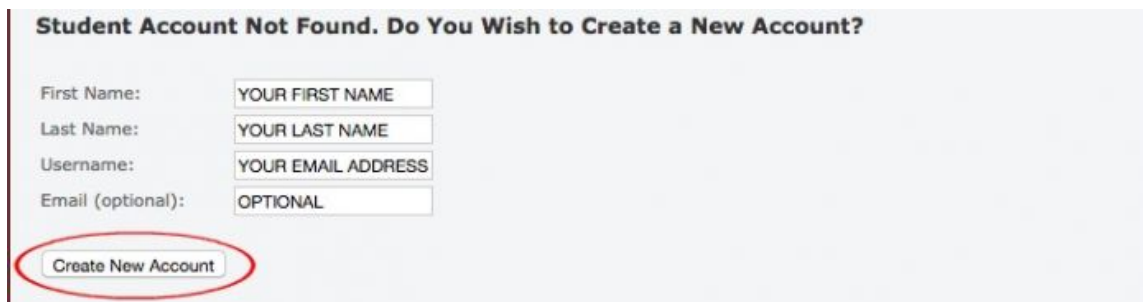 Student Account Not Found. Do You Wish to Create a New Account?
First Name: YOUR FIRST NAME
Last Name: YOUR LAST NAME
Username: YOUR EMAIL ADDRESS
Email (optional): OPTIONAL
Create New Account